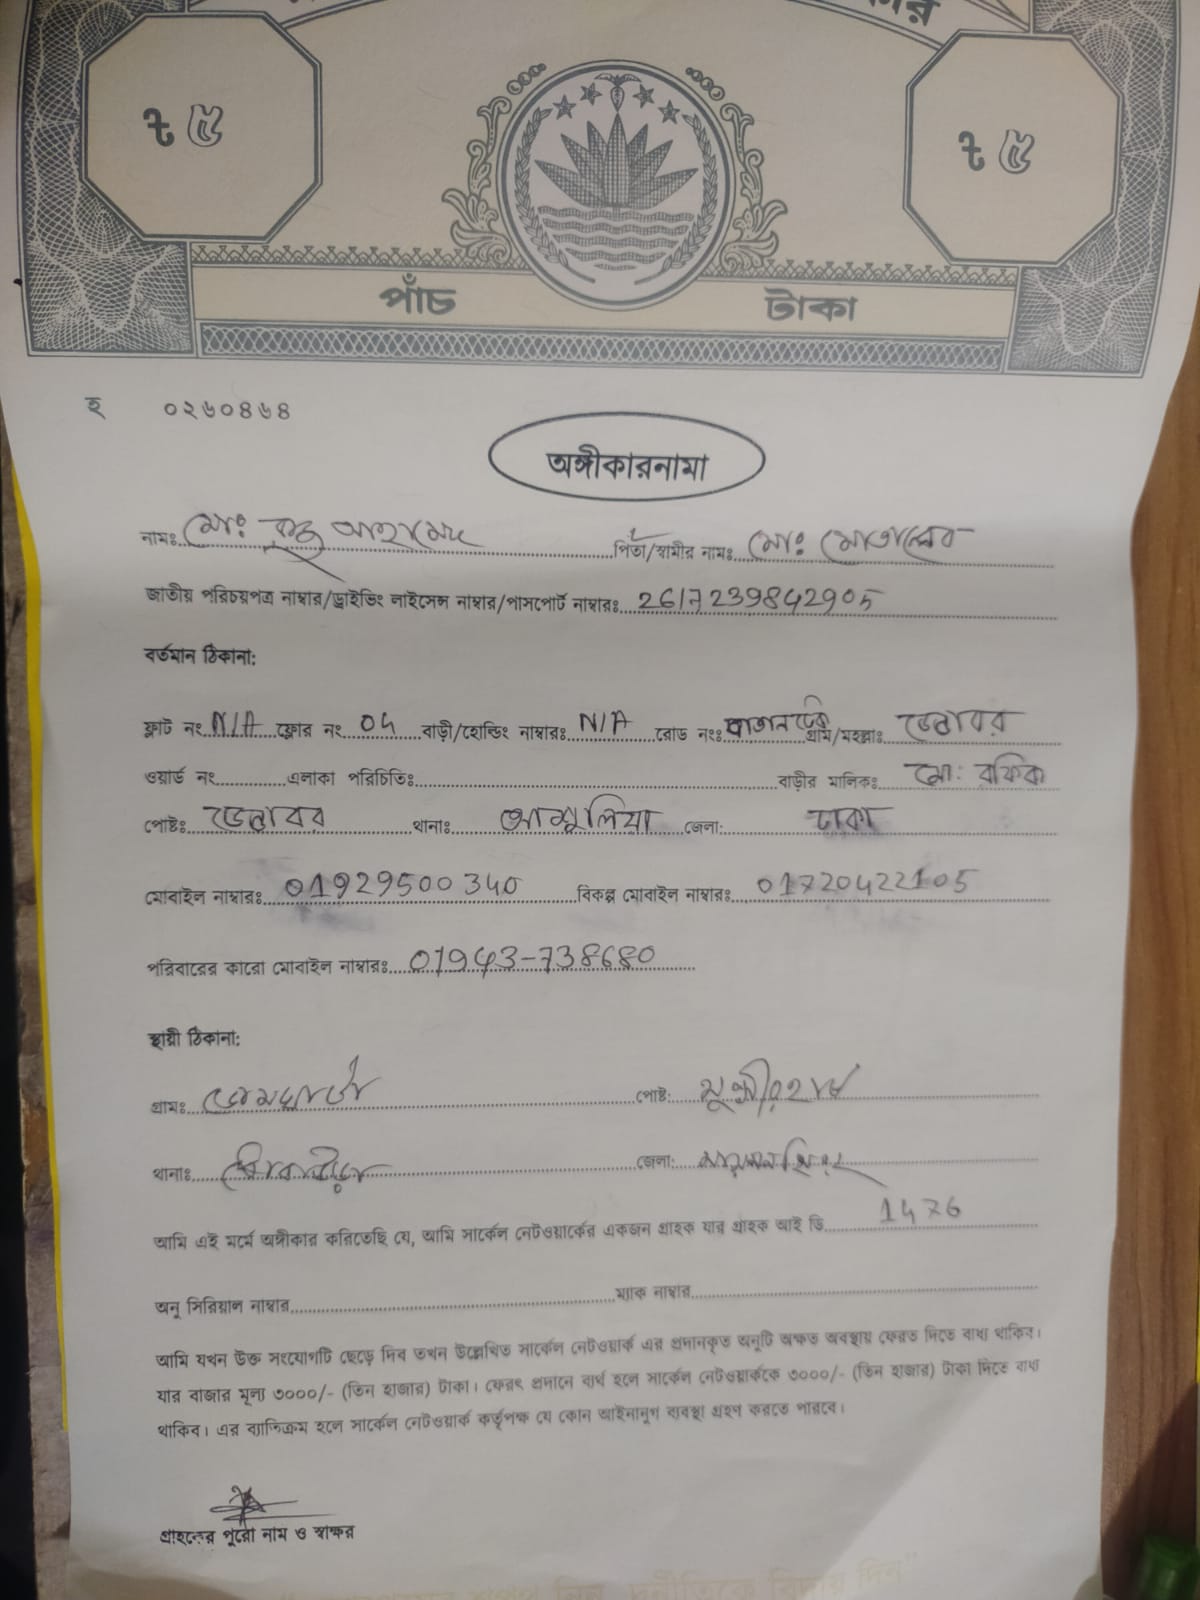 ৳ ৫
৳ ৫
পাঁচ টাকা
হ ০২৬০৪৬৪
অঙ্গীকারনামা
নামঃ মোঃ আহামেদ পিতা/স্বামীর নামঃ মোঃ মোতালেব
জাতীয় পরিচয়পত্র নাম্বার/ড্রাইভিং লাইসেন্স নাম্বার/পাসপোর্ট নাম্বারঃ 2617239842905
বর্তমান ঠিকানা:
ফ্লাট নং N/A ফ্লোর নং 04 বাড়ী/হোল্ডিং নাম্বারঃ N/A রোড নংঃ গ্রাম/মহল্লাঃ
ওয়ার্ড নং এলাকা পরিচিতিঃ বাড়ীর মালিকঃ মো: রফিক
পোষ্টঃ থানাঃ আশুলিয়া জেলা: ঢাকা
মোবাইল নাম্বারঃ 01929500340 বিকল্প মোবাইল নাম্বারঃ 01720422105
পরিবারের কারো মোবাইল নাম্বারঃ 01943-738680
স্থায়ী ঠিকানা:
গ্রামঃ পোষ্ট: মুন্সীরহাট
থানাঃ জেলা:
আমি এই মর্মে অঙ্গীকার করিতেছি যে, আমি সার্কেল নেটওয়ার্কের একজন গ্রাহক যার গ্রাহক আই ডি 1476
অনু সিরিয়াল নাম্বার ম্যাক নাম্বার
আমি যখন উক্ত সংযোগটি ছেড়ে দিব তখন উল্লেখিত সার্কেল নেটওয়ার্ক এর প্রদানকৃত অনুটি অক্ষত অবস্থায় ফেরত দিতে বাধ্য থাকিব।
যার বাজার মূল্য ৩০০০/- (তিন হাজার) টাকা। ফেরৎ প্রদানে ব্যর্থ হলে সার্কেল নেটওয়ার্ককে ৩০০০/- (তিন হাজার) টাকা দিতে বাধ্য
থাকিব। এর ব্যতিক্রম হলে সার্কেল নেটওয়ার্ক কর্তৃপক্ষ যে কোন আইনানুগ ব্যবস্থা গ্রহণ করতে পারবে।
গ্রাহকের পুরো নাম ও স্বাক্ষর